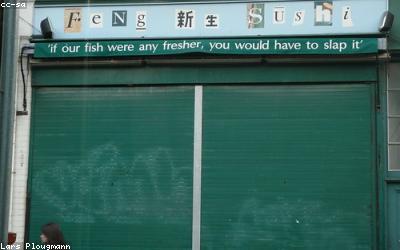 cc-sa
FeNg 新生 Sushi
'if our fish were any fresher, you would have to slap it'
Lars Plougmann